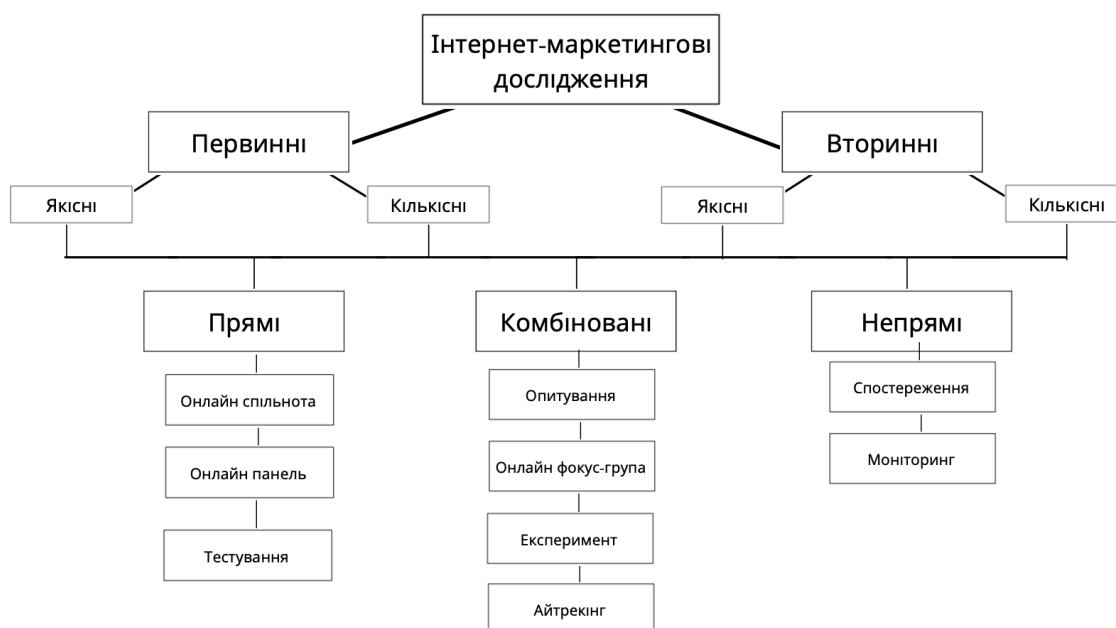 Інтернет-маркетингові
дослідження
Первинні
Вторинні
Якісні
Кількісні
Якісні
Кількісні
Прямі
Комбіновані
Непрямі
Онлайн спільнота
Онлайн панель
Тестування
Опитування
Онлайн фокус-група
Експеримент
Айтрекінг
Спостереження
Моніторинг